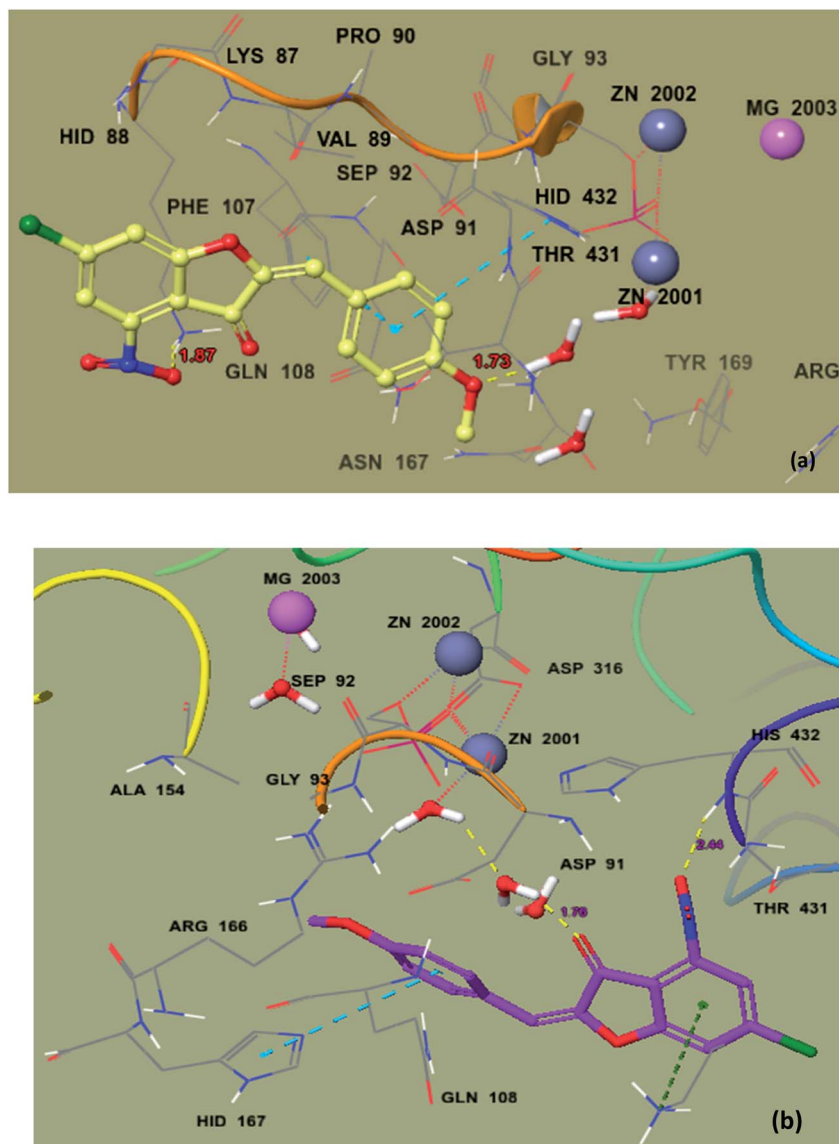 PRO 90
LYS 87
GLY 93
ZN 2002
MG 2003
HID 88
VAL 89
SEP 92
HID 432
PHE 107
ASP 91
THR 431
ZN 2001
1.87
GLN 108
1.73
TYR 169
ARG
ASN 167
(a)
MG 2003
ZN 2002
SEP 92
ASP 316
ZN 2001
HIS 432
ALA 154
GLY 93
2.44
ASP 91
THR 431
1.76
ARG 166
GLN 108
HID 167
(b)